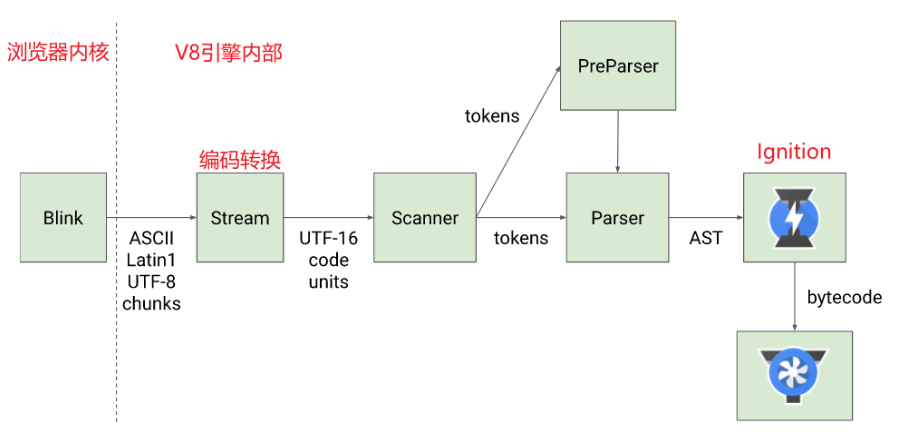 浏览器内核
V8引擎内部
PreParser
tokens
编码转换
Ignition
Blink
Stream
Scanner
Parser
ASCII
Latin1
UTF-8
chunks
UTF-16
code
units
tokens
AST
bytecode